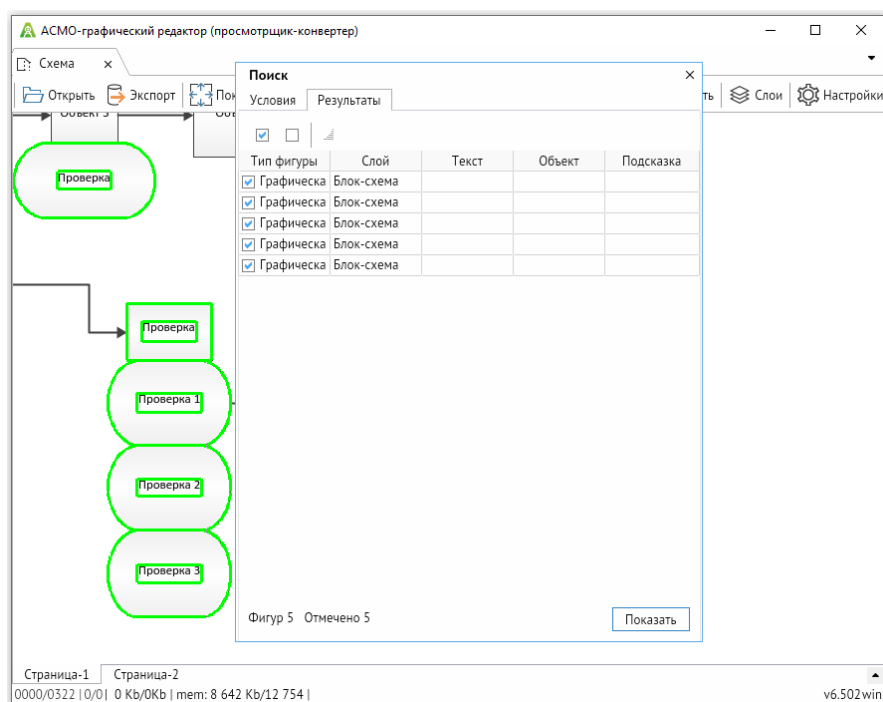 АСМО-графический редактор (просмотрщик-конвертер)
Схема
Открыть Экспорт Пок ть Слои Настройки
Поиск
Условия Результаты
Тип фигуры Слой Текст Объект Подсказка
Графическа Блок-схема
Графическа Блок-схема
Графическа Блок-схема
Графическа Блок-схема
Графическа Блок-схема
Фигур 5 Отмечено 5
Показать
Проверка
Проверка
Проверка 1
Проверка 2
Проверка 3
Страница-1 Страница-2
0000/0322 | 0/0 | 0 Kb/0Kb | mem: 8 642 Kb/12 754 |
v6.502win